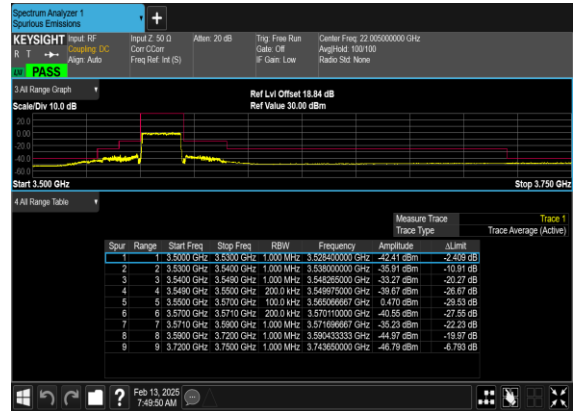 Spectrum Analyzer 1
Spurious Emissions
+
KEYSIGHT Input: RF Input Z: 50 Ω Atten: 20 dB Trig: Free Run Center Freq: 22.005000000 GHz
R T Coupling: DC Corr CCorr Gate: Off Avg|Hold: 100/100
Align: Auto Freq Ref: Int (S) IF Gain: Low Radio Std: None
PASS
3 All Range Graph
Ref Lvl Offset 18.84 dB
Scale/Div 10.0 dB Ref Value 30.00 dBm
20.0
0.00
-20.0
-40.0
-60.0
Start 3.500 GHz Stop 3.750 GHz
4 All Range Table
Measure Trace Trace 1
Trace Type Trace Average (Active)
Spur Range Start Freq Stop Freq RBW Frequency Amplitude ΔLimit
1 1 3.5000 GHz 3.5300 GHz 1.000 MHz 3.528400000 GHz -42.41 dBm -2.409 dB
2 2 3.5300 GHz 3.5400 GHz 1.000 MHz 3.538000000 GHz -35.91 dBm -10.91 dB
3 3 3.5400 GHz 3.5490 GHz 1.000 MHz 3.548265000 GHz -33.27 dBm -20.27 dB
4 4 3.5490 GHz 3.5500 GHz 200.0 kHz 3.549975000 GHz -39.67 dBm -26.67 dB
5 5 3.5500 GHz 3.5700 GHz 100.0 kHz 3.565066667 GHz 0.470 dBm -29.53 dB
6 6 3.5700 GHz 3.5710 GHz 200.0 kHz 3.570110000 GHz -40.55 dBm -27.55 dB
7 7 3.5710 GHz 3.5900 GHz 1.000 MHz 3.571696667 GHz -35.23 dBm -22.23 dB
8 8 3.5900 GHz 3.7200 GHz 1.000 MHz 3.590433333 GHz -44.97 dBm -19.97 dB
9 9 3.7200 GHz 3.7500 GHz 1.000 MHz 3.743650000 GHz -46.79 dBm -6.793 dB
? Feb 13, 2025
7:49:50 AM